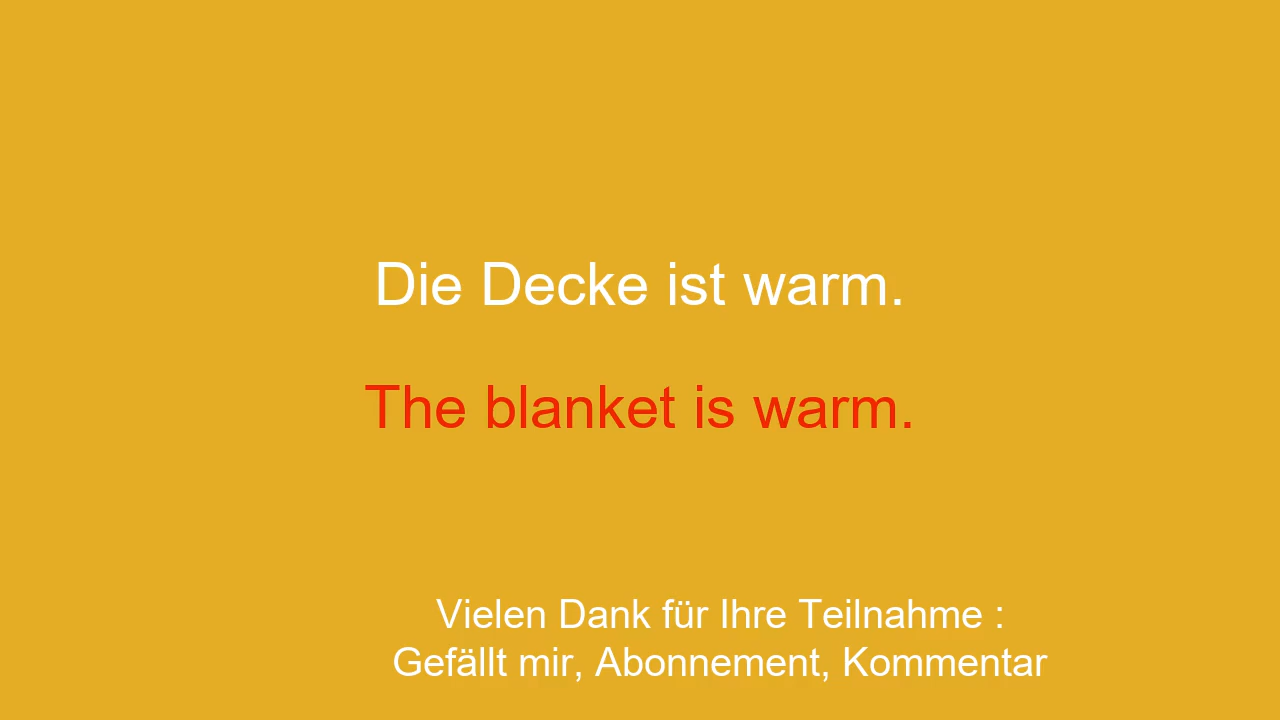 Die Decke ist warm.
The blanket is warm.
Vielen Dank für Ihre Teilnahme :
Gefällt mir, Abonnement, Kommentar